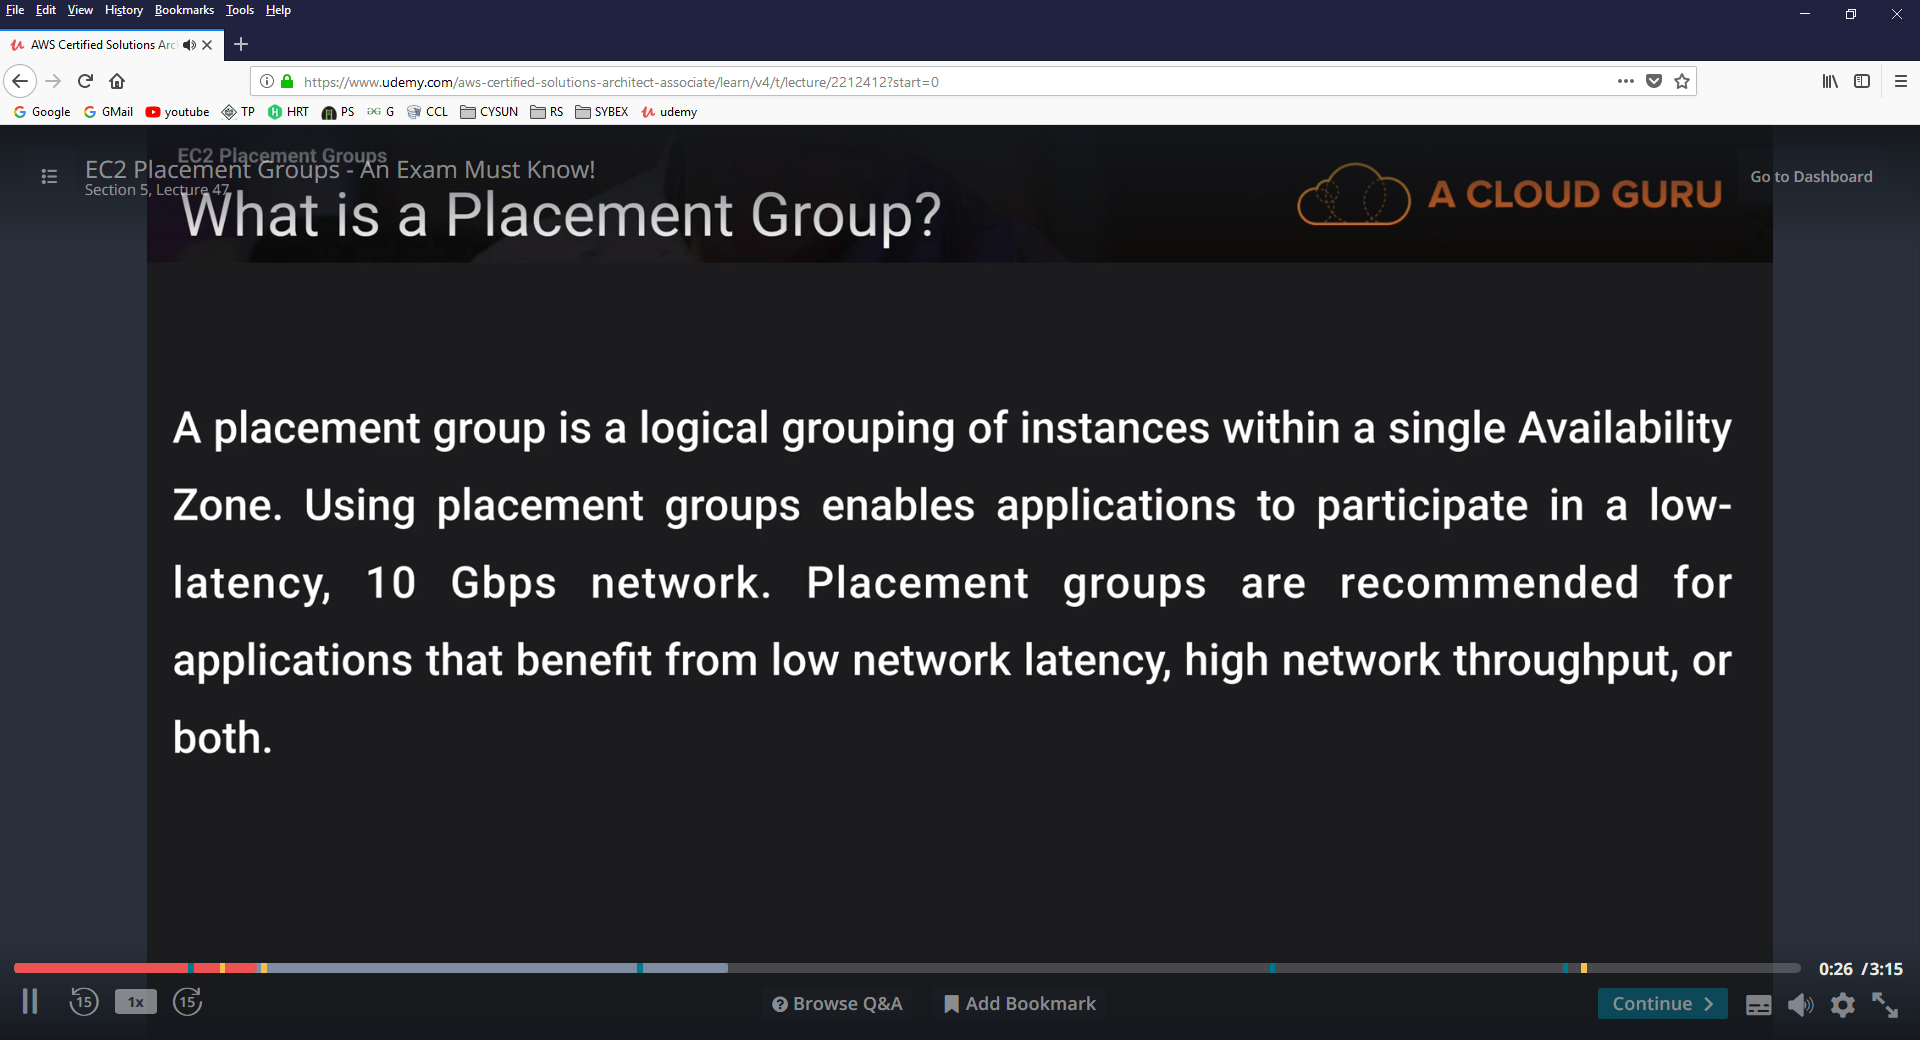 File Edit View History Bookmarks Tools Help
AWS Certified Solutions Arc
https://www.udemy.com/aws-certified-solutions-architect-associate/learn/v4/t/lecture/2212412?start=0
Google GMail youtube TP HRT PS G CCL CYSUN RS SYBEX udemy
EC2 Placement Groups
EC2 Placement Groups - An Exam Must Know!
Section 5, Lecture 47
What is a Placement Group?
A CLOUD GURU
Go to Dashboard
A placement group is a logical grouping of instances within a single Availability
Zone. Using placement groups enables applications to participate in a low-
latency, 10 Gbps network. Placement groups are recommended for
applications that benefit from low network latency, high network throughput, or
both.
0:26 / 3:15
15 1x 15
Browse Q&A Add Bookmark
Continue